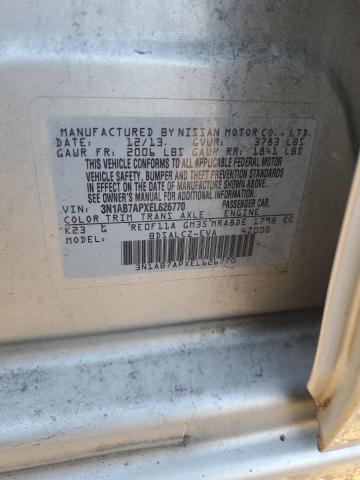 MANUFACTURED BY NISSAN MOTOR CO., LTD.
DATE: 12/13. GVWR: 3783 LBS
GAWR FR: 2006 LBS GAWR RR: 1841 LBS
THIS VEHICLE CONFORMS TO ALL APPLICABLE FEDERAL MOTOR
VEHICLE SAFETY, BUMPER, AND THEFT PREVENTION
STANDARDS IN EFFECT ON THE DATE OF
MANUFACTURE SHOWN ABOVE.
VIN: 3N1AB7APXEL626770 PASSENGER CAR.
COLOR TRIM TRANS AXLE ENGINE
K23 G RE0F11A GM35 MRA8DE 1798 CC
BDSALCZ-EVA 4Z000
3N1AB7APXEL626770
SEE OWNER'S MANUAL FOR ADDITIONAL INFORMATION.